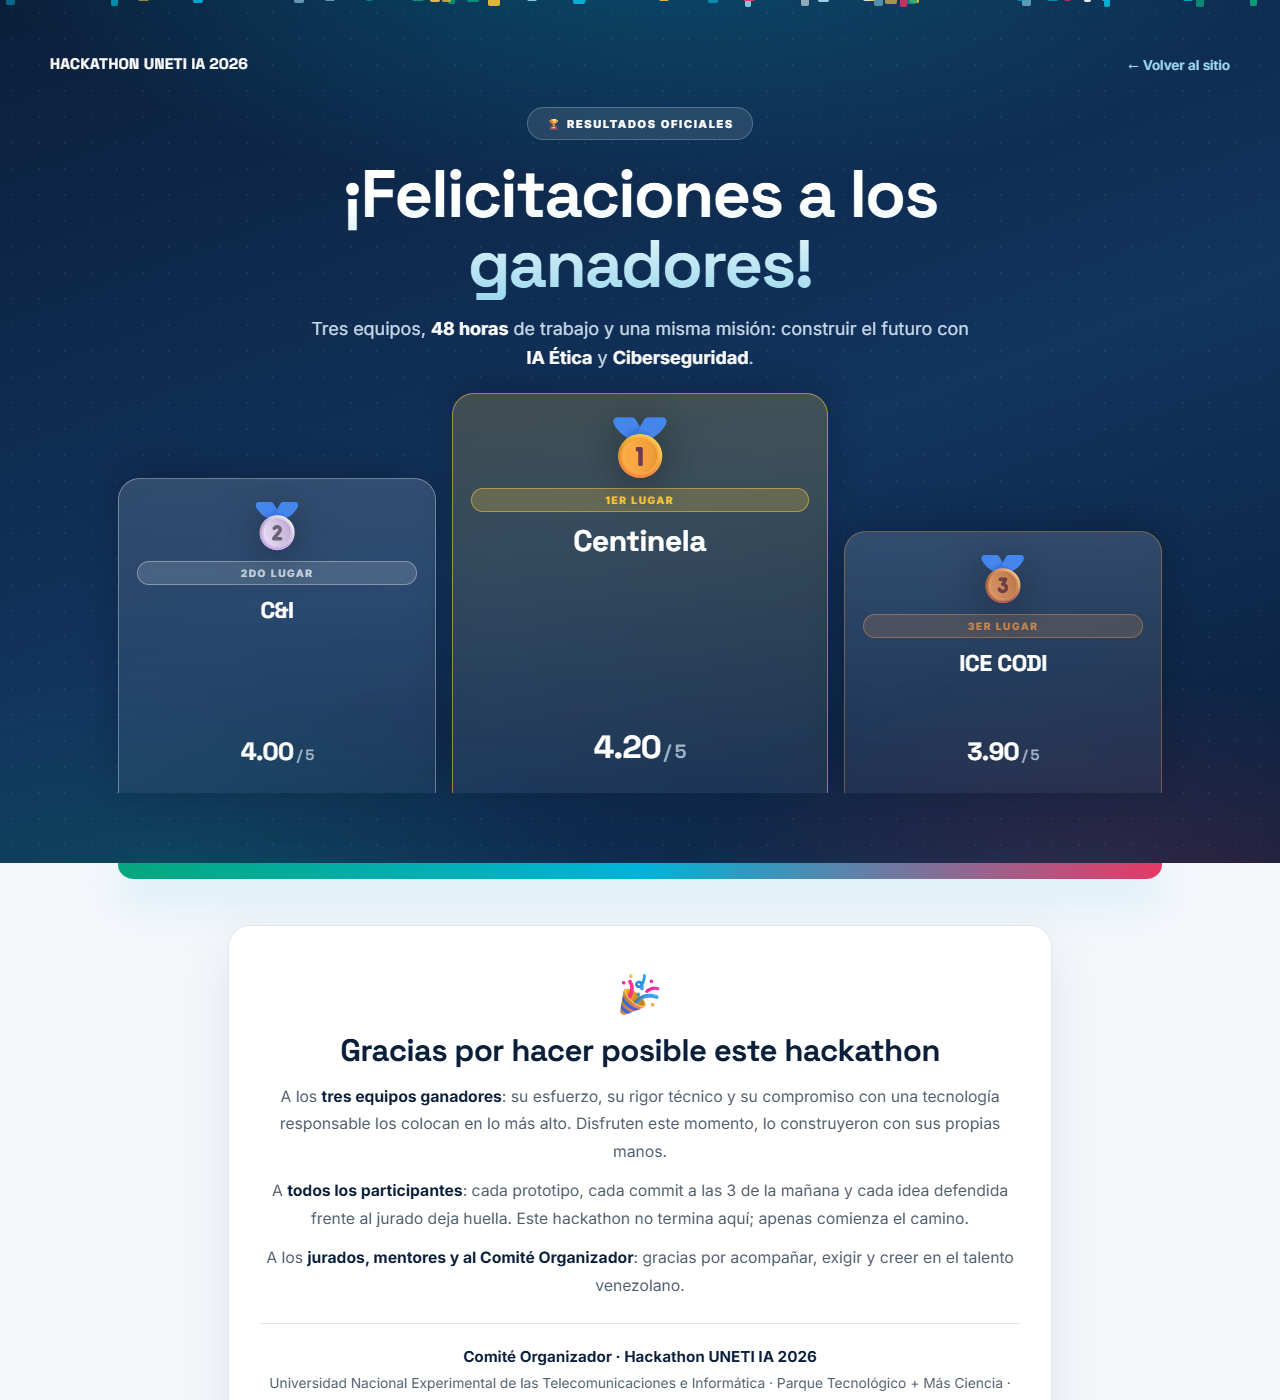 HACKATHON UNETI IA 2026
← Volver al sitio
🏆 RESULTADOS OFICIALES
¡Felicitaciones a los
ganadores!
Tres equipos, 48 horas de trabajo y una misma misión: construir el futuro con
IA Ética y Ciberseguridad.
2
2DO LUGAR
C&I
4.00 / 5
1
1ER LUGAR
Centinela
4.20 / 5
3
3ER LUGAR
ICE CODI
3.90 / 5
Gracias por hacer posible este hackathon
A los tres equipos ganadores: su esfuerzo, su rigor técnico y su compromiso con una tecnología
responsable los colocan en lo más alto. Disfruten este momento, lo construyeron con sus propias
manos.
A todos los participantes: cada prototipo, cada commit a las 3 de la mañana y cada idea defendida
frente al jurado deja huella. Este hackathon no termina aquí; apenas comienza el camino.
A los jurados, mentores y al Comité Organizador: gracias por acompañar, exigir y creer en el talento
venezolano.
Comité Organizador · Hackathon UNETI IA 2026
Universidad Nacional Experimental de las Telecomunicaciones e Informática · Parque Tecnológico + Más Ciencia ·